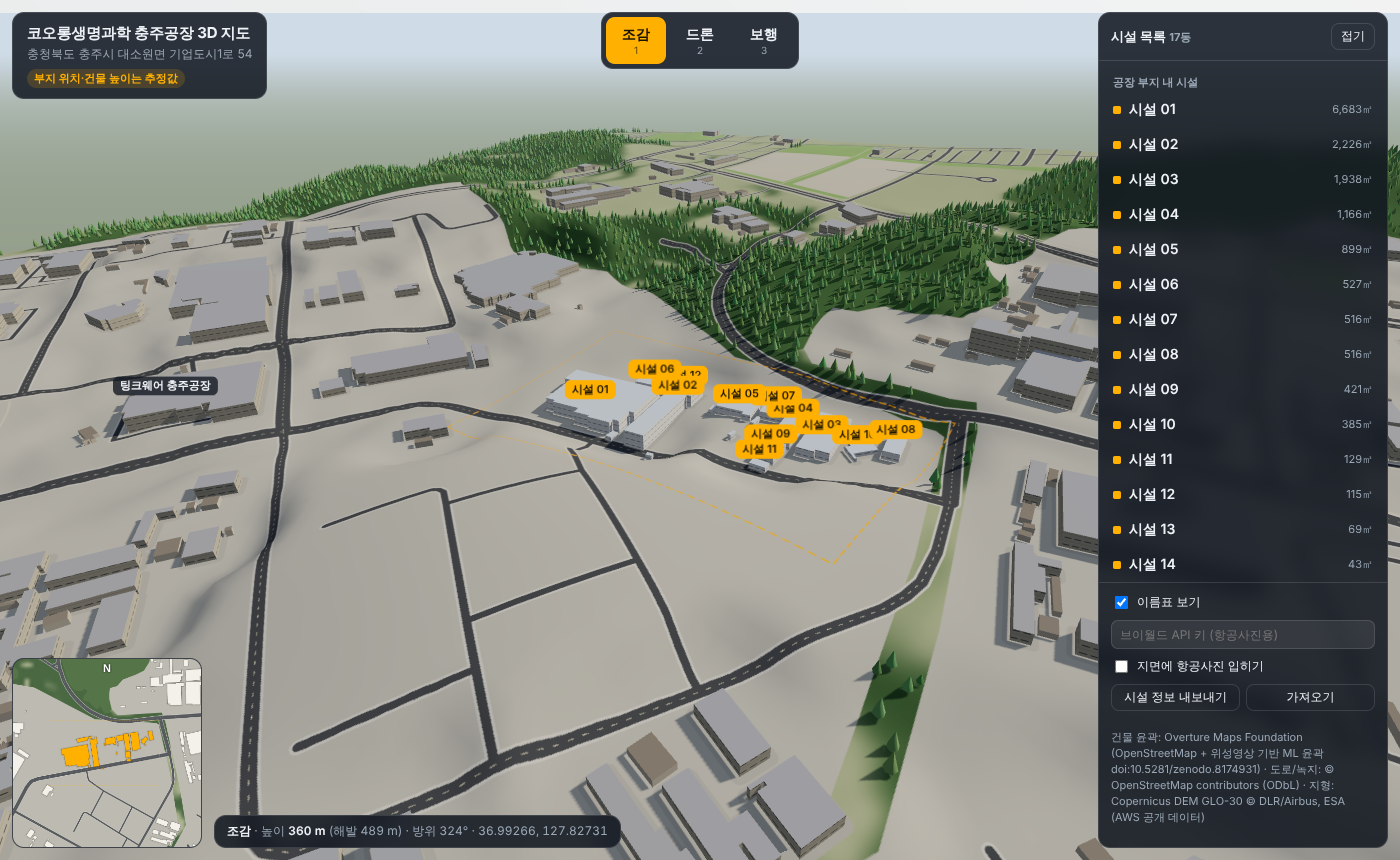 코오롱생명과학 충주공장 3D 지도
충청북도 충주시 대소원면 기업도시1로 54
부지 위치·건물 높이는 추정값
조감
1
드론
2
보행
3
시설 목록 17동
접기
공장 부지 내 시설
시설 01 6,683㎡
시설 02 2,226㎡
시설 03 1,938㎡
시설 04 1,166㎡
시설 05 899㎡
시설 06 527㎡
시설 07 516㎡
시설 08 516㎡
시설 09 421㎡
시설 10 385㎡
시설 11 129㎡
시설 12 115㎡
시설 13 69㎡
시설 14 43㎡
이름표 보기
브이월드 API 키 (항공사진용)
지면에 항공사진 입히기
시설 정보 내보내기
가져오기
건물 윤곽: Overture Maps Foundation
(OpenStreetMap + 위성영상 기반 ML 윤곽
doi:10.5281/zenodo.8174931) · 도로/녹지: ©
OpenStreetMap contributors (ODbL) · 지형:
Copernicus DEM GLO-30 © DLR/Airbus, ESA
(AWS 공개 데이터)
팅크웨어 충주공장
시설 06
12
시설 01
시설 02
시설 05
07
시설 04
시설 03
시설 09
시설 08
시설 11
N
조감 · 높이 360 m (해발 489 m) · 방위 324° · 36.99266, 127.82731